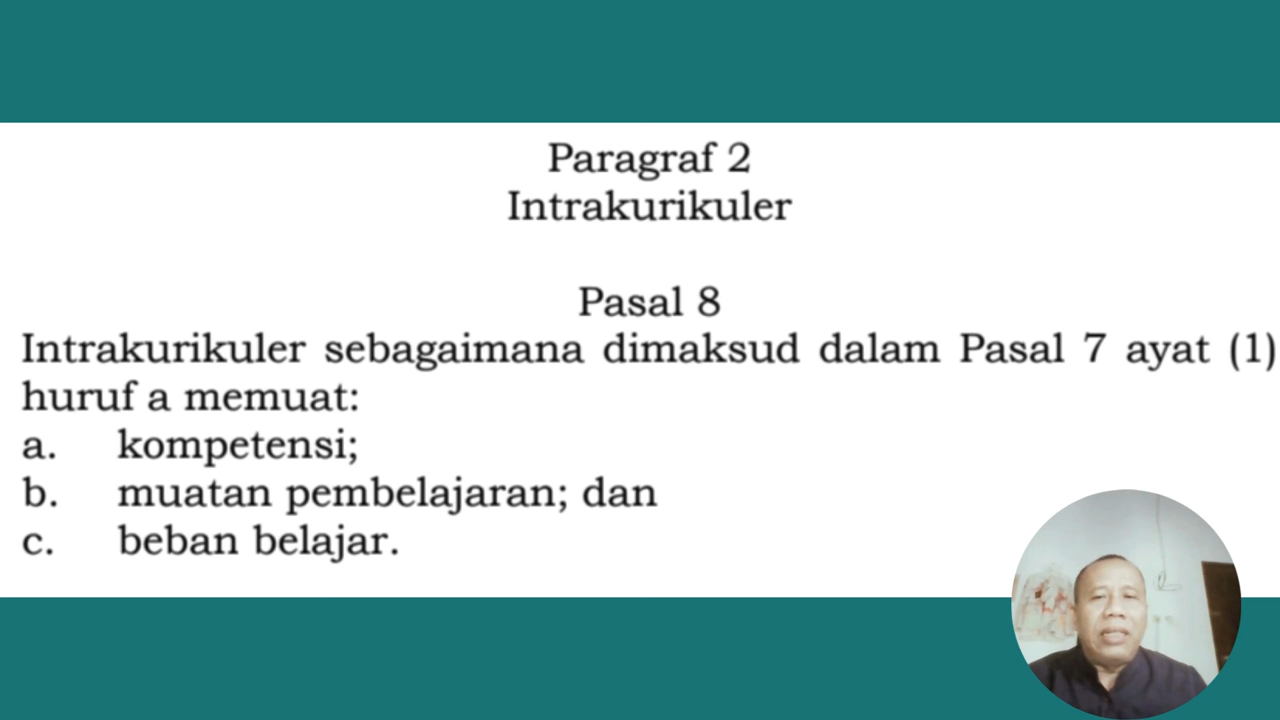 Paragraf 2
Intrakurikuler
Pasal 8
Intrakurikuler sebagaimana dimaksud dalam Pasal 7 ayat (1)
huruf a memuat:
a. kompetensi;
b. muatan pembelajaran; dan
c. beban belajar.